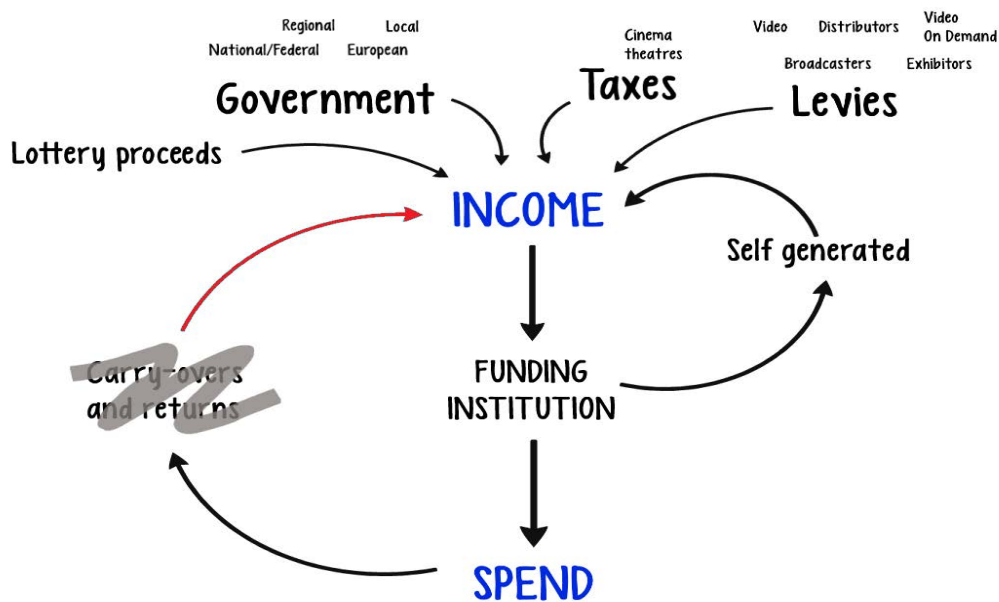 Regional
Local
National/Federal
European
Government
Cinema
theatres
Taxes
Video
Distributors
Video
On Demand
Broadcasters
Exhibitors
Levies
Lottery proceeds
INCOME
Self generated
Carry-overs
and returns
FUNDING
INSTITUTION
SPEND